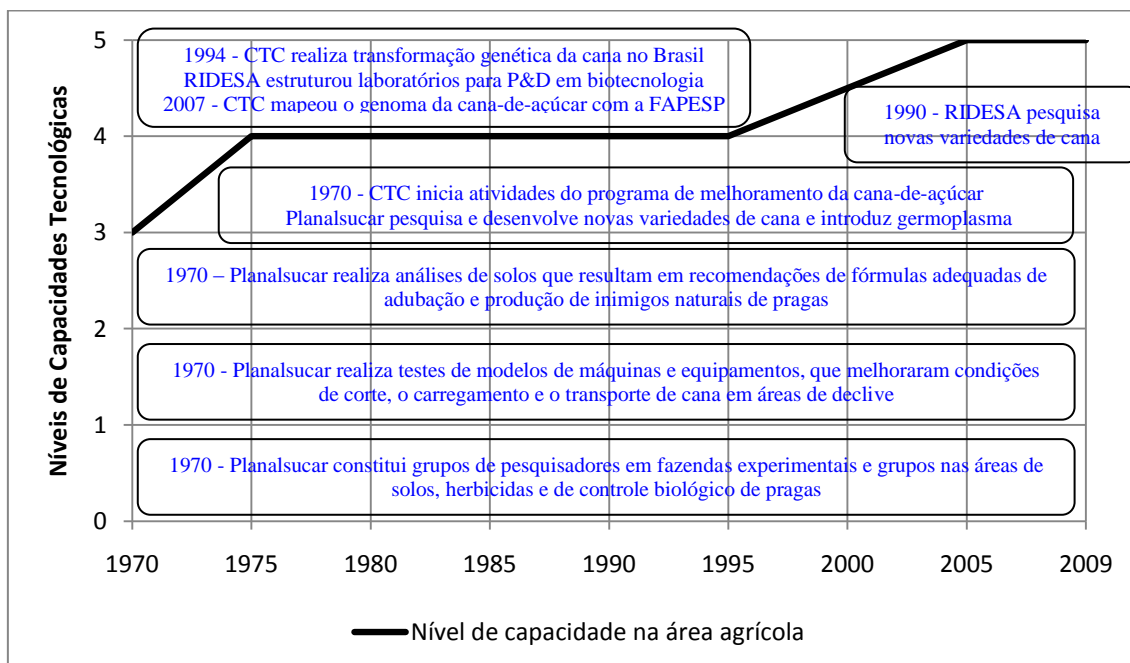 5
4
3
2
1
0
Níveis de Capacidades Tecnológicas
1994 - CTC realiza transformação genética da cana no Brasil
RIDESA estruturou laboratórios para P&D em biotecnologia
2007 - CTC mapeou o genoma da cana-de-açúcar com a FAPESP
1990 - RIDESA pesquisa
novas variedades de cana
1970 - CTC inicia atividades do programa de melhoramento da cana-de-açúcar
Planalsucar pesquisa e desenvolve novas variedades de cana e introduz germoplasma
1970 – Planalsucar realiza análises de solos que resultam em recomendações de fórmulas adequadas de
adubação e produção de inimigos naturais de pragas
1970 - Planalsucar realiza testes de modelos de máquinas e equipamentos, que melhoraram condições
de corte, o carregamento e o transporte de cana em áreas de declive
1970 - Planalsucar constitui grupos de pesquisadores em fazendas experimentais e grupos nas áreas de
solos, herbicidas e de controle biológico de pragas
1970 1975 1980 1985 1990 1995 2000 2005 2009
Nível de capacidade na área agrícola